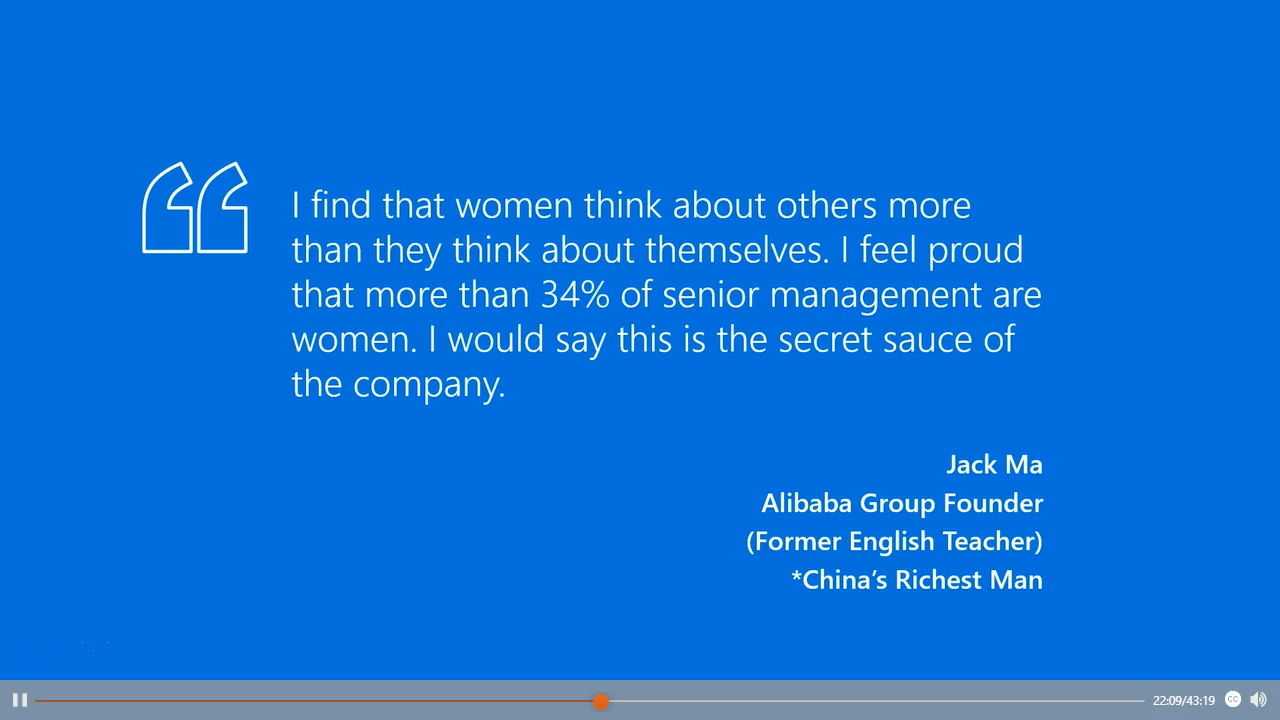 I find that women think about others more
than they think about themselves. I feel proud
that more than 34% of senior management are
women. I would say this is the secret sauce of
the company.
Jack Ma
Alibaba Group Founder
(Former English Teacher)
*China’s Richest Man
22:09/43:19
CC